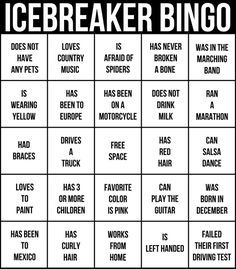 ICEBREAKER BINGO
DOES NOT
HAVE
ANY PETS
LOVES
COUNTRY
MUSIC
IS
AFRAID OF
SPIDERS
HAS NEVER
BROKEN
A BONE
WAS IN THE
MARCHING
BAND
IS
WEARING
YELLOW
HAS
BEEN TO
EUROPE
HAS BEEN
ON A
MOTORCYCLE
DOES NOT
DRINK
MILK
RAN
A
MARATHON
HAD
BRACES
DRIVES
A
TRUCK
FREE
SPACE
HAS
RED
HAIR
CAN
SALSA
DANCE
LOVES
TO
PAINT
HAS 3
OR MORE
CHILDREN
FAVORITE
COLOR
IS PINK
CAN
PLAY THE
GUITAR
WAS
BORN IN
DECEMBER
HAS BEEN
TO
MEXICO
HAS
CURLY
HAIR
WORKS
FROM
HOME
IS
LEFT HANDED
FAILED
THEIR FIRST
DRIVING TEST